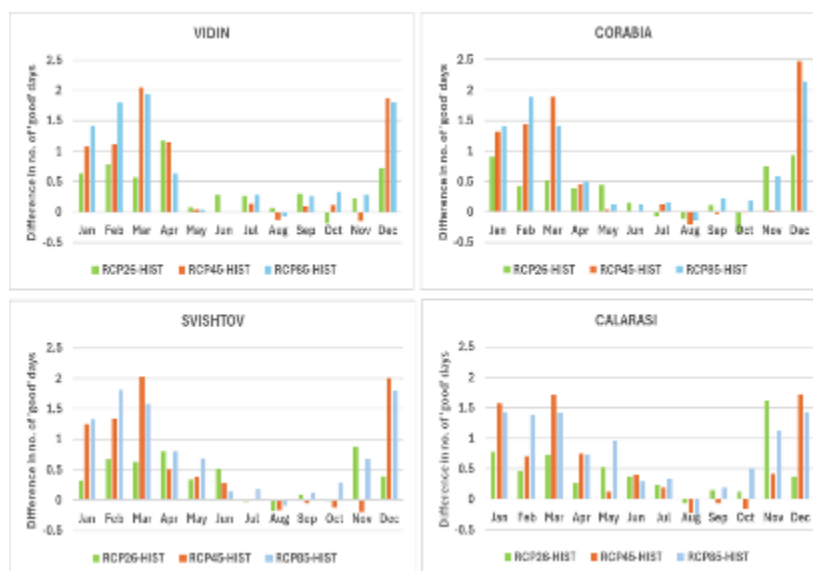 VIDIN
Difference in no. of 'good' days
2.5
2
1.5
1
0.5
0
-0.5
Jan Feb Mar Apr May Jun Jul Aug Sep Oct Nov Dec
RCP26-HIST RCP45-HIST RCP85-HIST
CORABIA
Difference in no. of 'good' days
2.5
2
1.5
1
0.5
0
-0.5
Jan Feb Mar Apr May Jun Jul Aug Sep Oct Nov Dec
RCP26-HIST RCP45-HIST RCP85-HIST
SVISHTOV
Difference in no. of 'good' days
2.5
2
1.5
1
0.5
0
-0.5
Jan Feb Mar Apr May Jun Jul Aug Sep Oct Nov Dec
RCP26-HIST RCP45-HIST RCP85-HIST
CALARASI
Difference in no. of 'good' days
2.5
2
1.5
1
0.5
0
-0.5
Jan Feb Mar Apr May Jun Jul Aug Sep Oct Nov Dec
RCP26-HIST RCP45-HIST RCP85-HIST